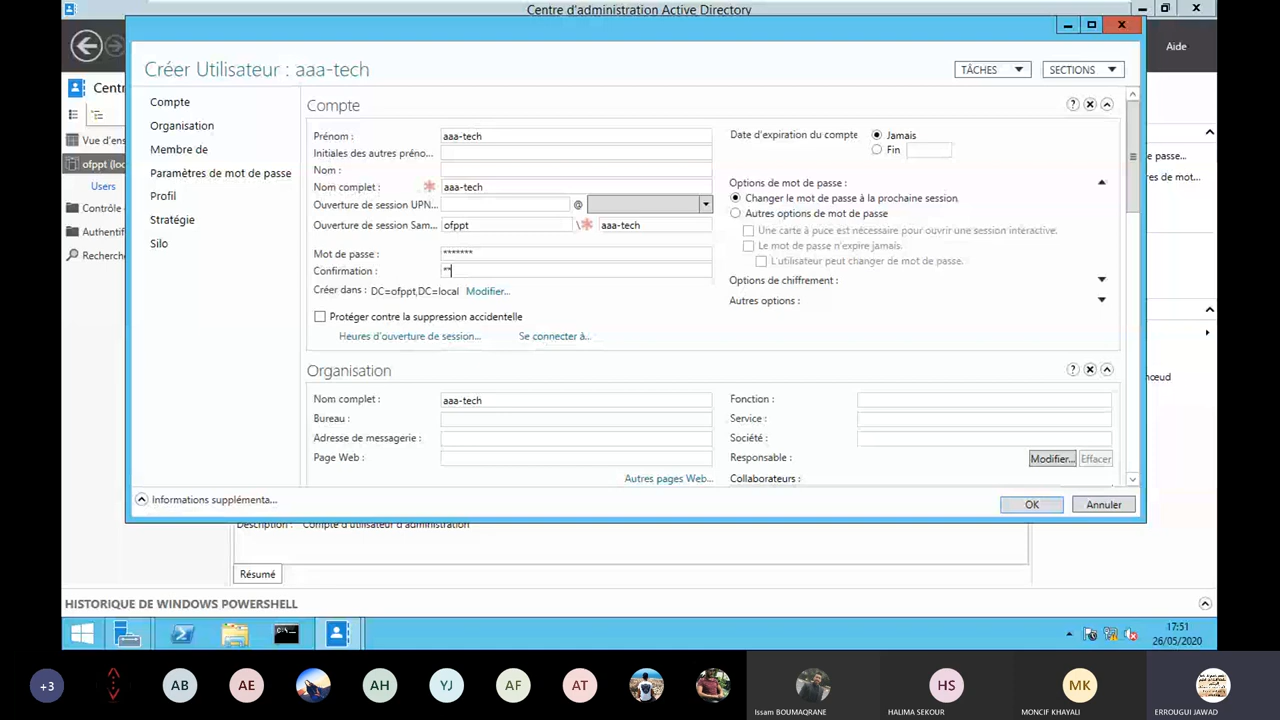 Centre d'administration Active Directory
Aide
Créer Utilisateur : aaa-tech
TÂCHES
SECTIONS
Compte
Organisation
Membre de
Paramètres de mot de passe
Profil
Stratégie
Silo
Centr
Vue d'ens
ofppt (loc
Users
Contrôle
Authentif
Recherch
Compte
Prénom :
aaa-tech
Initiales des autres préno...
Nom :
Nom complet :
* aaa-tech
Ouverture de session UPN...
@
Ouverture de session Sam...
ofppt
\* aaa-tech
Mot de passe :
*******
Confirmation :
**
Créer dans :
DC=ofppt,DC=local
Modifier...
Protéger contre la suppression accidentelle
Heures d'ouverture de session...
Se connecter à...
Date d'expiration du compte
Jamais
Fin
Options de mot de passe :
Changer le mot de passe à la prochaine session.
Autres options de mot de passe
Une carte à puce est nécessaire pour ouvrir une session interactive.
Le mot de passe n'expire jamais.
L'utilisateur peut changer de mot de passe.
Options de chiffrement :
Autres options :
Organisation
Nom complet :
aaa-tech
Bureau :
Adresse de messagerie :
Page Web :
Autres pages Web...
Fonction :
Service :
Société :
Responsable :
Modifier...
Effacer
Collaborateurs :
Informations supplémenta...
OK
Annuler
e passe...
s de mot...
nœud
Description :
Compte d'utilisateur d'administration
Résumé
HISTORIQUE DE WINDOWS POWERSHELL
17:51
26/05/2020
+3
AB
AE
AH
YJ
AF
AT
Issam BOUMAQRANE
HS
HALIMA SEKOUR
MK
MONCIF KHAYALI
ERROUGUI JAWAD